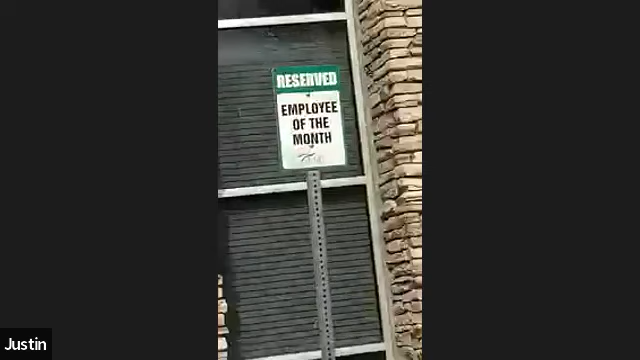 RESERVED
EMPLOYEE
OF THE
MONTH
Justin